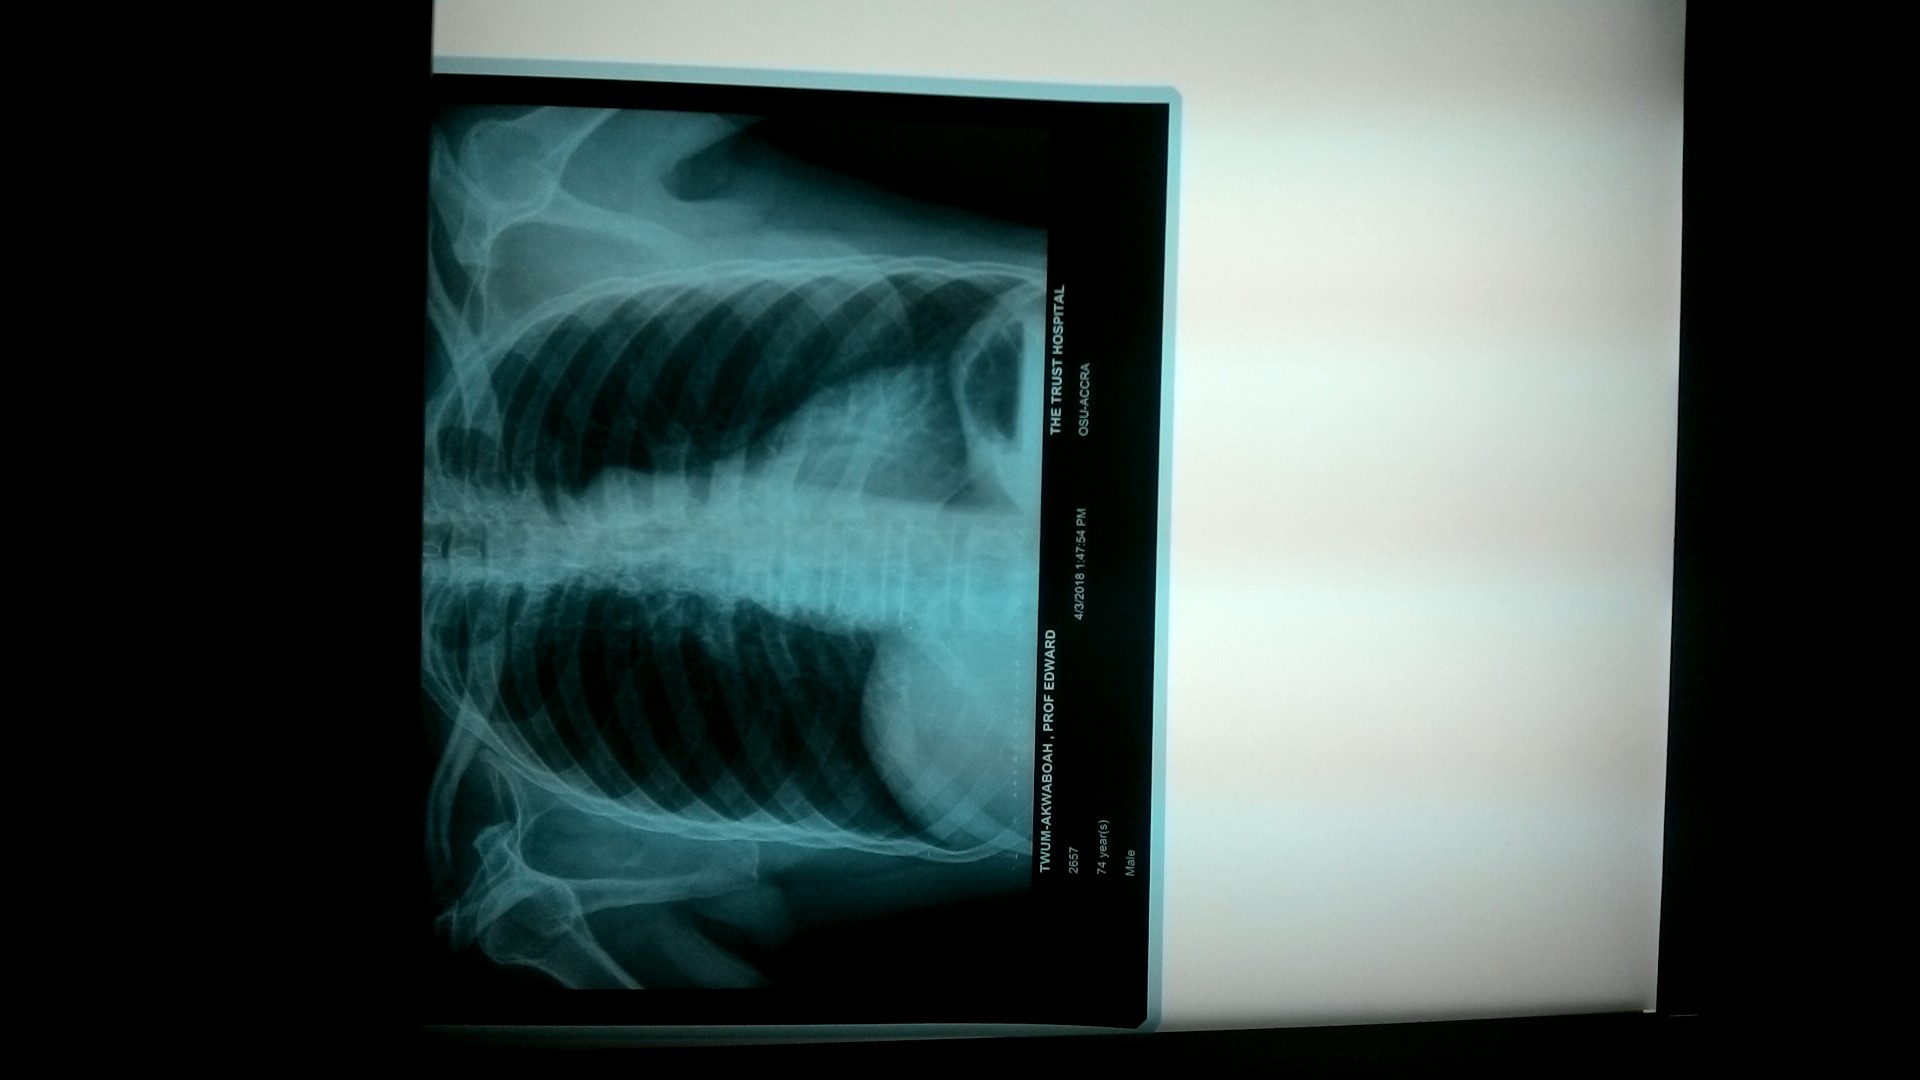 TWUM-AKWABOAH , PROF EDWARD
2657
74 year(s)
Male
4/3/2018 1:47:54 PM
THE TRUST HOSPITAL
OSU-ACCRA